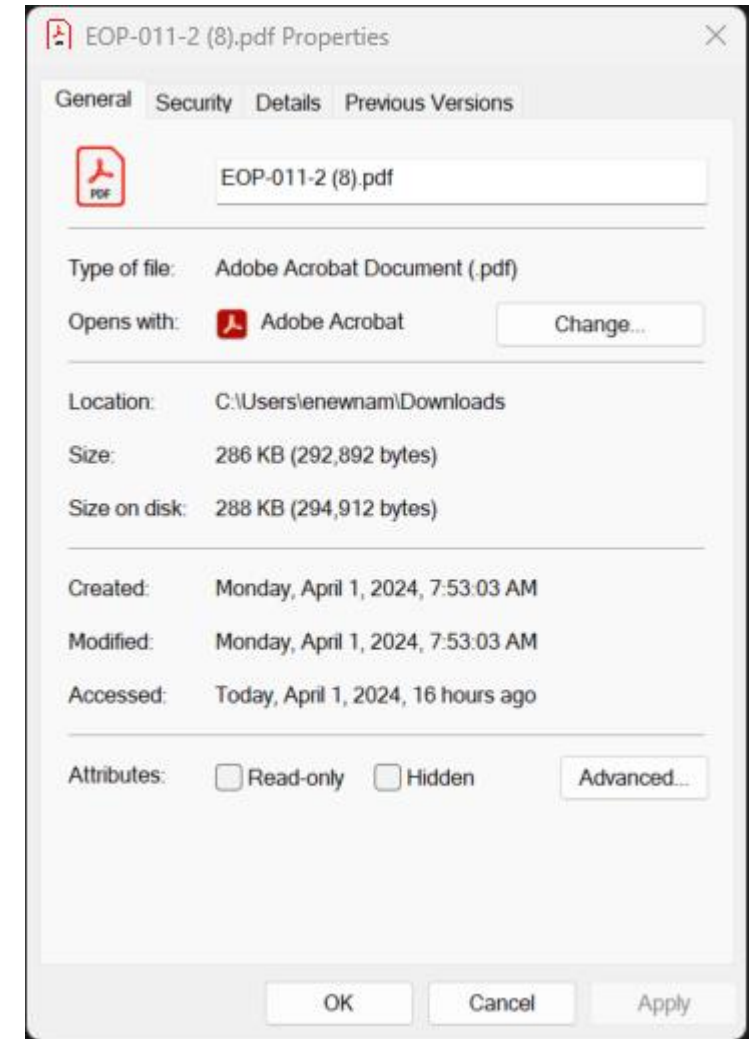 EOP-011-2 (8).pdf Properties
General Security Details Previous Versions
PDF
EOP-011-2 (8).pdf
Type of file: Adobe Acrobat Document (.pdf)
Opens with: Adobe Acrobat Change...
Location: C:\Users\enewnam\Downloads
Size: 286 KB (292,892 bytes)
Size on disk: 288 KB (294,912 bytes)
Created: Monday, April 1, 2024, 7:53:03 AM
Modified: Monday, April 1, 2024, 7:53:03 AM
Accessed: Today, April 1, 2024, 16 hours ago
Attributes: Read-only Hidden Advanced...
OK Cancel Apply